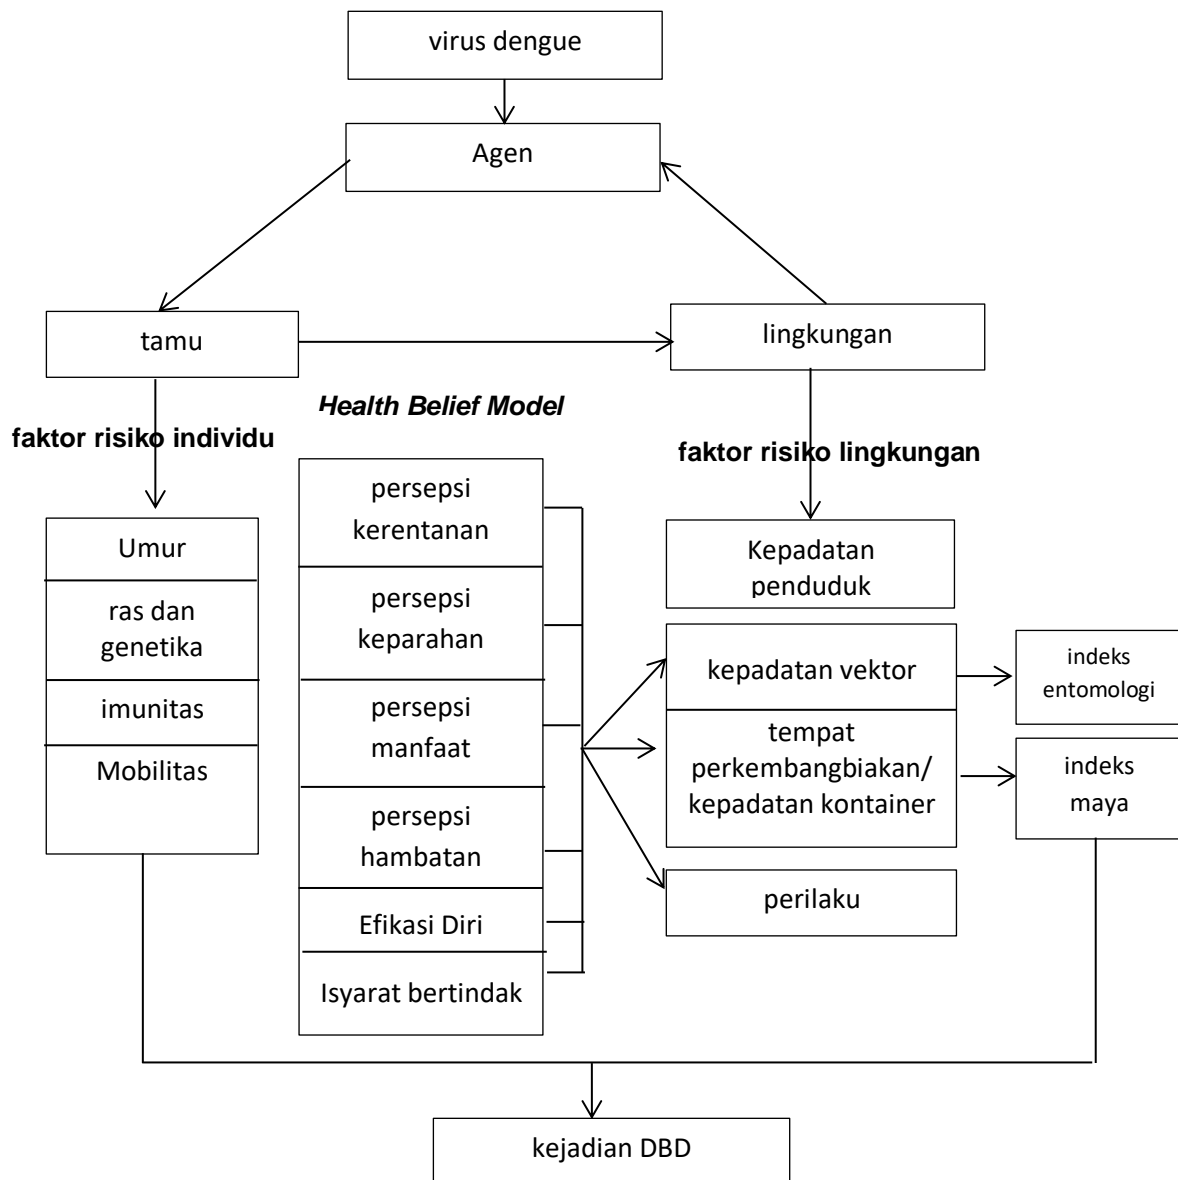 virus dengue
Agen
tamu
lingkungan
Health Belief Model
faktor risiko individu
faktor risiko lingkungan
Umur
ras dan
genetika
imunitas
Mobilitas
persepsi
kerentanan
persepsi
keparahan
persepsi
manfaat
persepsi
hambatan
Efikasi Diri
Isyarat bertindak
Kepadatan
penduduk
kepadatan vektor
tempat
perkembangbiakan/
kepadatan kontainer
perilaku
indeks
entomologi
indeks
maya
kejadian DBD